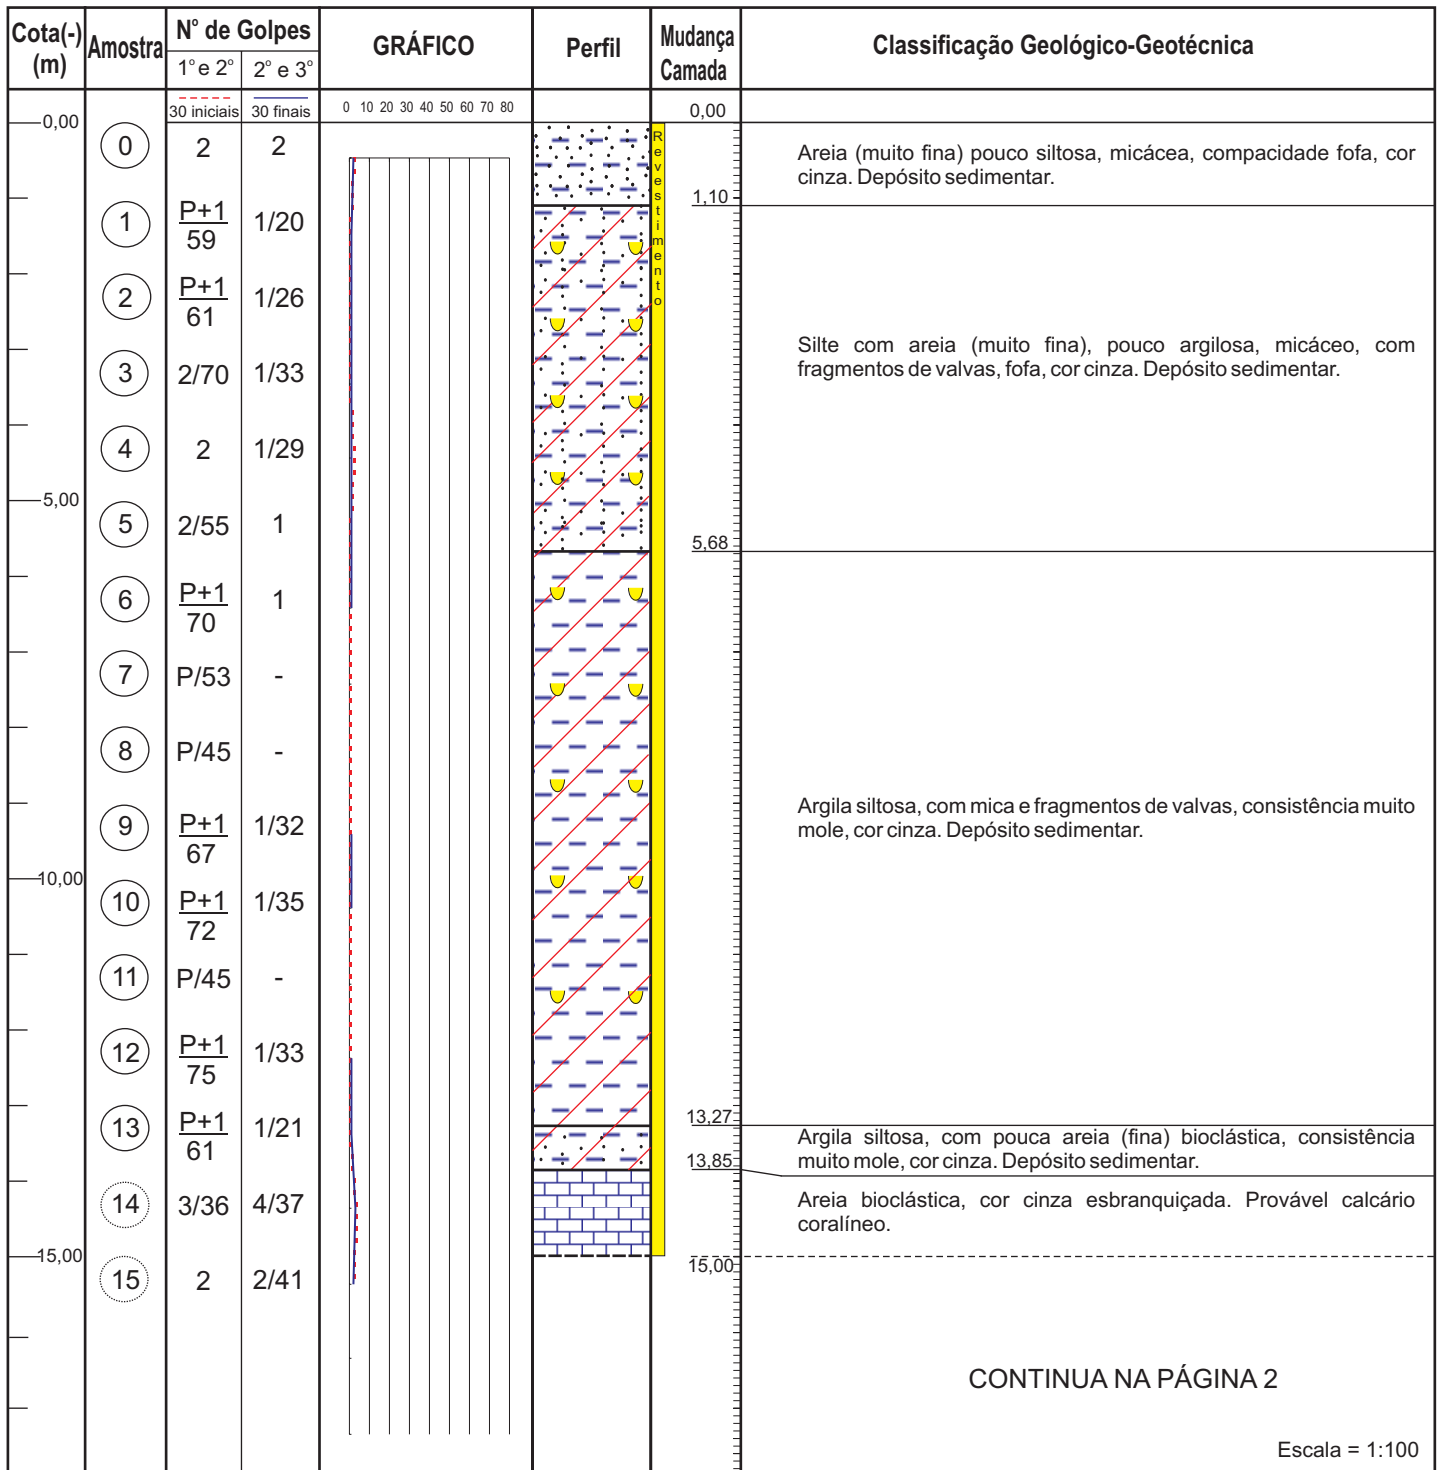 Cota(-) (m)
Amostra
N° de Golpes
1° e 2°
2° e 3°
GRÁFICO
Perfil
Mudança Camada
Classificação Geológico-Geotécnica
30 iniciais
30 finais
0 10 20 30 40 50 60 70 80
0,00
0,00
Revestimento
0 2 2
Areia (muito fina) pouco siltosa, micácea, compacidade fofa, cor
cinza. Depósito sedimentar.
1,10
1 P+1/59 1/20
2 P+1/61 1/26
Silte com areia (muito fina), pouco argilosa, micáceo, com
fragmentos de valvas, fofa, cor cinza. Depósito sedimentar.
3 2/70 1/33
4 2 1/29
5,00
5 2/55 1
5,68
6 P+1/70 1
7 P/53 -
8 P/45 -
Argila siltosa, com mica e fragmentos de valvas, consistência muito
mole, cor cinza. Depósito sedimentar.
9 P+1/67 1/32
10,00
10 P+1/72 1/35
11 P/45 -
12 P+1/75 1/33
13 P+1/61 1/21
13,27
Argila siltosa, com pouca areia (fina) bioclástica, consistência
muito mole, cor cinza. Depósito sedimentar.
13,85
14 3/36 4/37
Areia bioclástica, cor cinza esbranquiçada. Provável calcário
coralíneo.
15,00
15,00
15 2 2/41
CONTINUA NA PÁGINA 2
Escala = 1:100